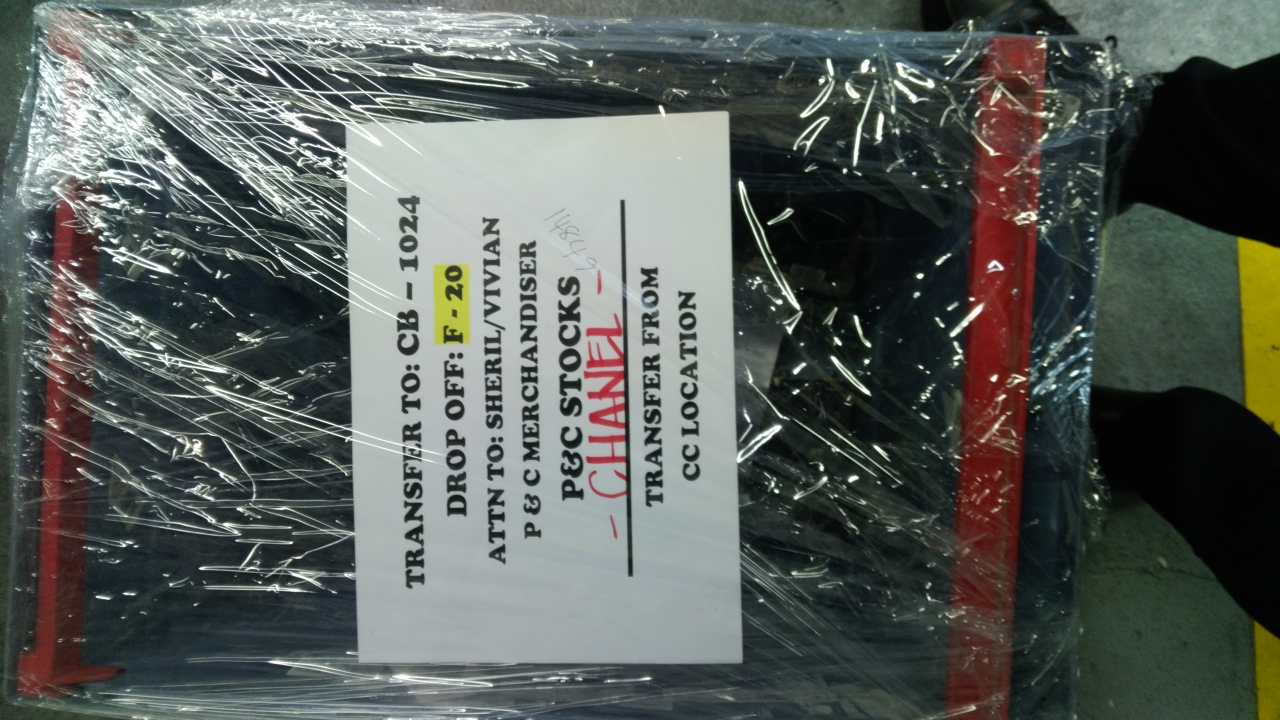 TRANSFER TO: CB – 1024
DROP OFF: F - 20
ATTN TO: SHERIL/VIVIAN
P & C MERCHANDISER
P&C STOCKS
- CHANEL -
TRANSFER FROM
CC LOCATION